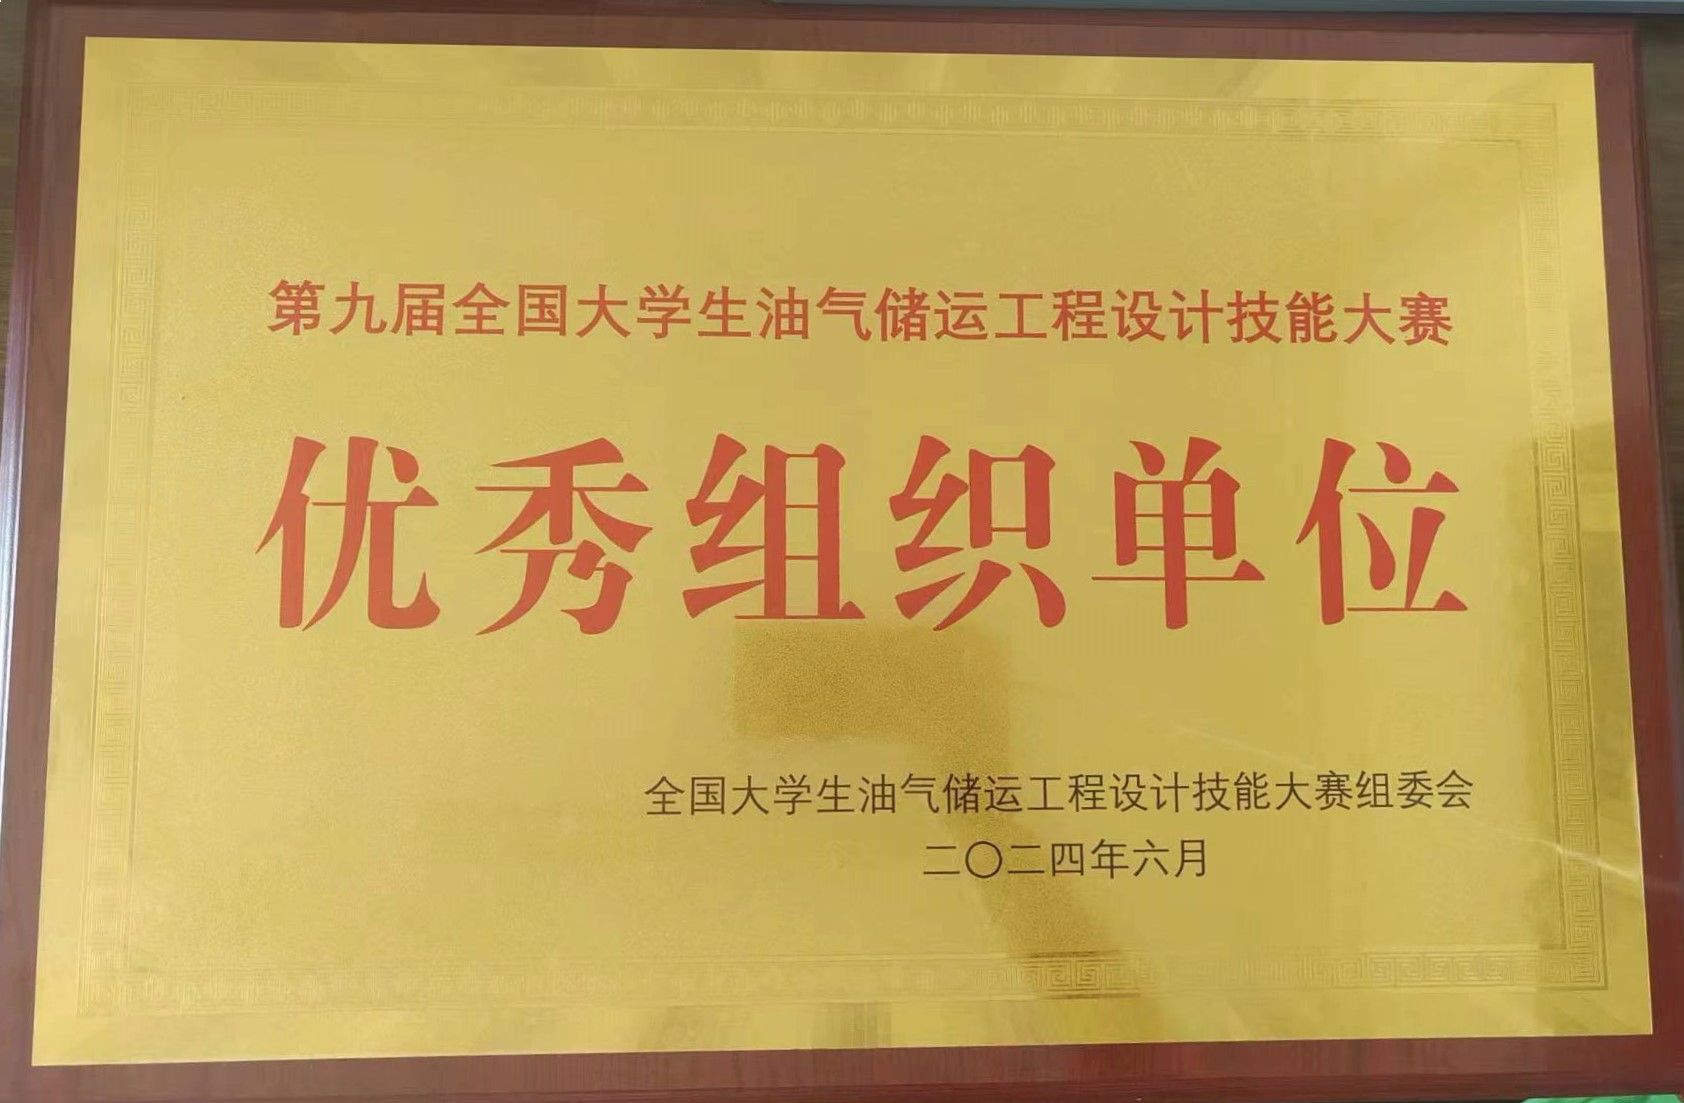 第九届全国大学生油气储运工程设计技能大赛
优秀组织单位
全国大学生油气储运工程设计技能大赛组委会
二〇二四年六月